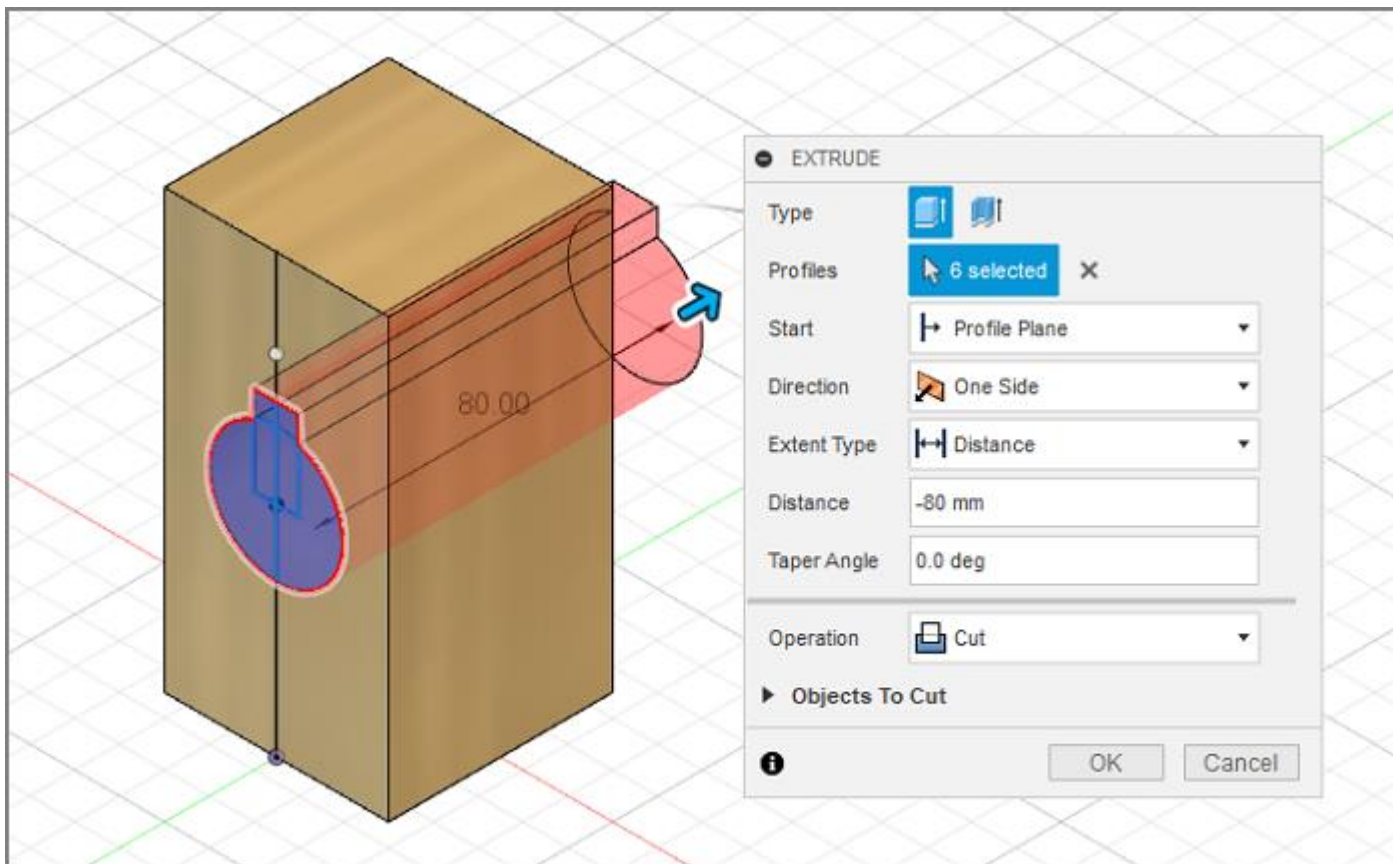 80.00
EXTRUDE
Type
Profiles 6 selected
Start Profile Plane
Direction One Side
Extent Type Distance
Distance -80 mm
Taper Angle 0.0 deg
Operation Cut
Objects To Cut
OK Cancel